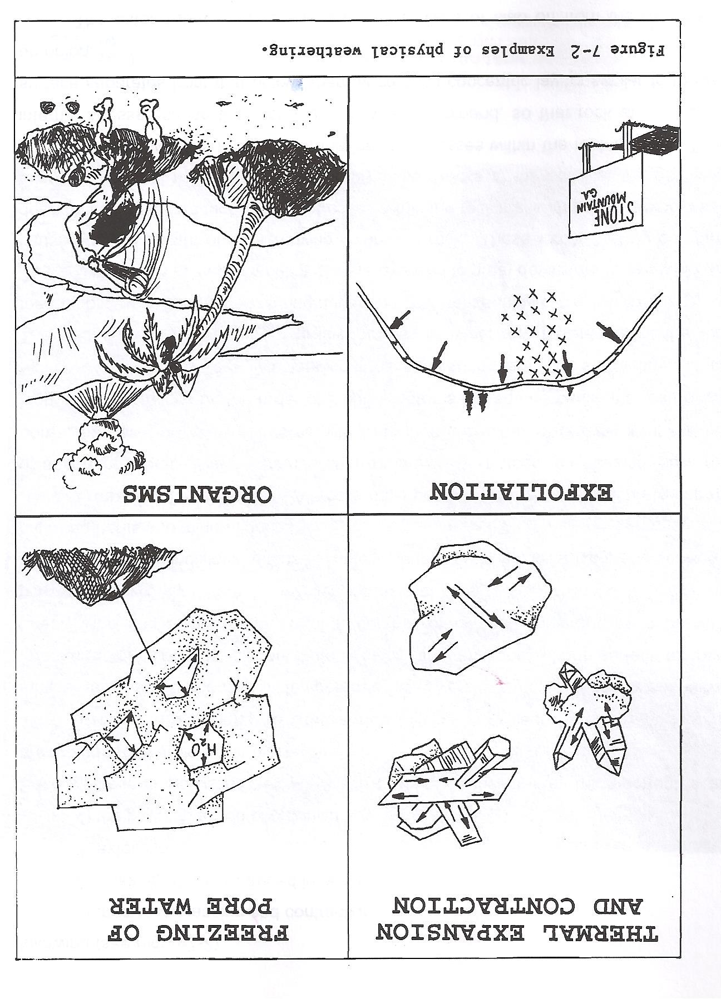 THERMAL EXPANSION
AND CONTRACTION
FREEZING OF
PORE WATER
H₂O
EXFOLIATION
STONE
MOUNTAIN
GA.
ORGANISMS
Figure 7-2 Examples of physical weathering.